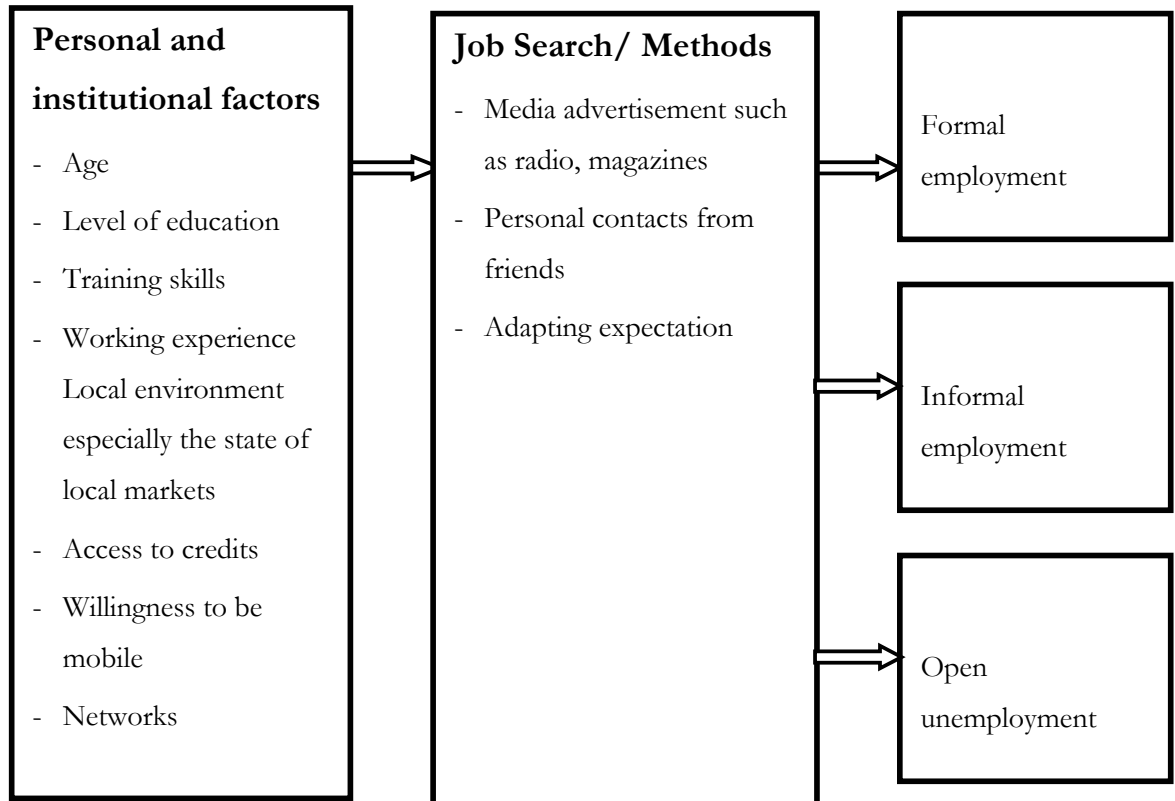 Personal and
institutional factors
- Age
- Level of education
- Training skills
- Working experience
Local environment
especially the state of
local markets
- Access to credits
- Willingness to be
mobile
- Networks
Job Search/ Methods
- Media advertisement such
as radio, magazines
- Personal contacts from
friends
- Adapting expectation
Formal
employment
Informal
employment
Open
unemployment